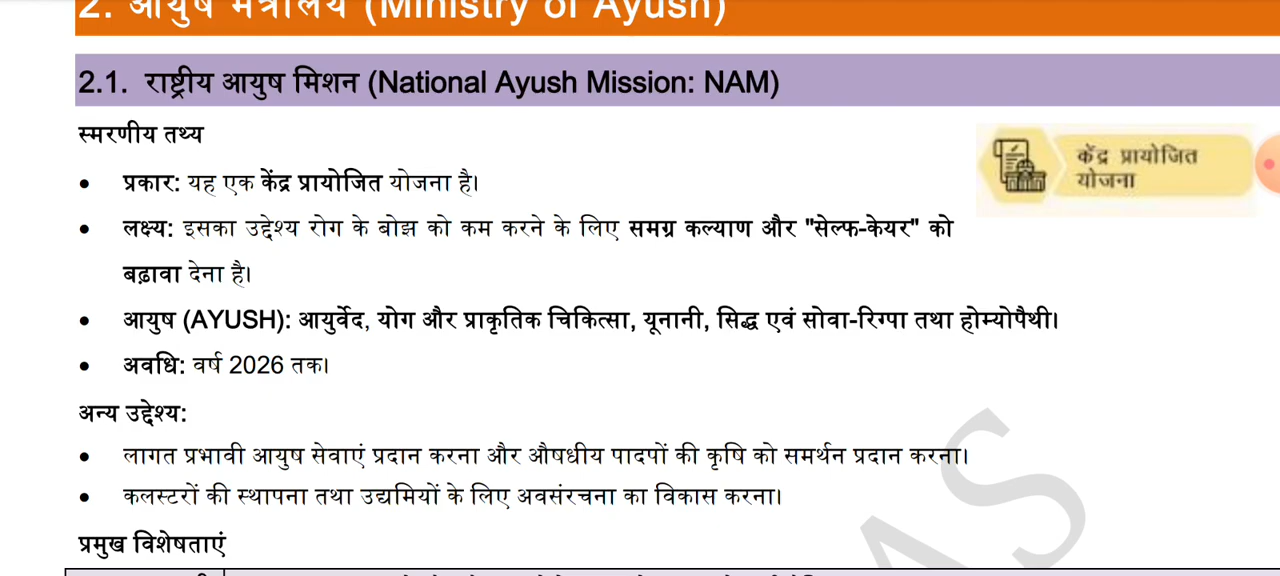 2. आयुष मंत्रालय (Ministry of Ayush)
2.1. राष्ट्रीय आयुष मिशन (National Ayush Mission: NAM)
स्मरणीय तथ्य
केंद्र प्रायोजित
योजना
• प्रकार: यह एक केंद्र प्रायोजित योजना है।
• लक्ष्य: इसका उद्देश्य रोग के बोझ को कम करने के लिए समग्र कल्याण और "सेल्फ-केयर" को
बढ़ावा देना है।
• आयुष (AYUSH): आयुर्वेद, योग और प्राकृतिक चिकित्सा, यूनानी, सिद्ध एवं सोवा-रिग्पा तथा होम्योपैथी।
• अवधि: वर्ष 2026 तक।
अन्य उद्देश्य:
• लागत प्रभावी आयुष सेवाएं प्रदान करना और औषधीय पादपों की कृषि को समर्थन प्रदान करना।
• कलस्टरों की स्थापना तथा उद्यमियों के लिए अवसंरचना का विकास करना।
प्रमुख विशेषताएं